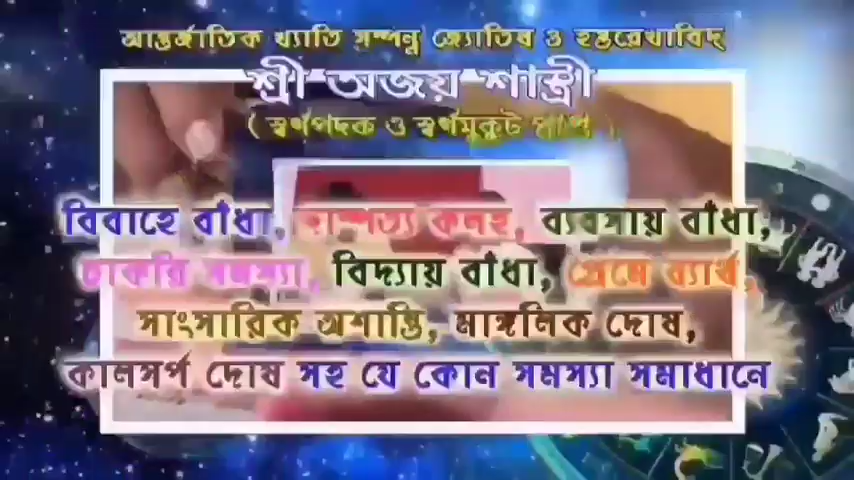 আন্তর্জাতিক খ্যাতি সম্পন্ন জ্যোতিষ ও হস্তরেখাবিদ্
শ্রী অজয় শাস্ত্রী
( স্বর্ণপদক ও স্বর্ণমুকুট প্রাপ্ত )
বিবাহে বাঁধা, দাম্পত্য কলহ, ব্যবসায় বাঁধা,
চাকরি সমস্যা, বিদ্যায় বাঁধা, প্রেমে ব্যার্থ,
সাংসারিক অশান্তি, মাঙ্গলিক দোষ,
কালসর্প দোষ সহ যে কোন সমস্যা সমাধানে